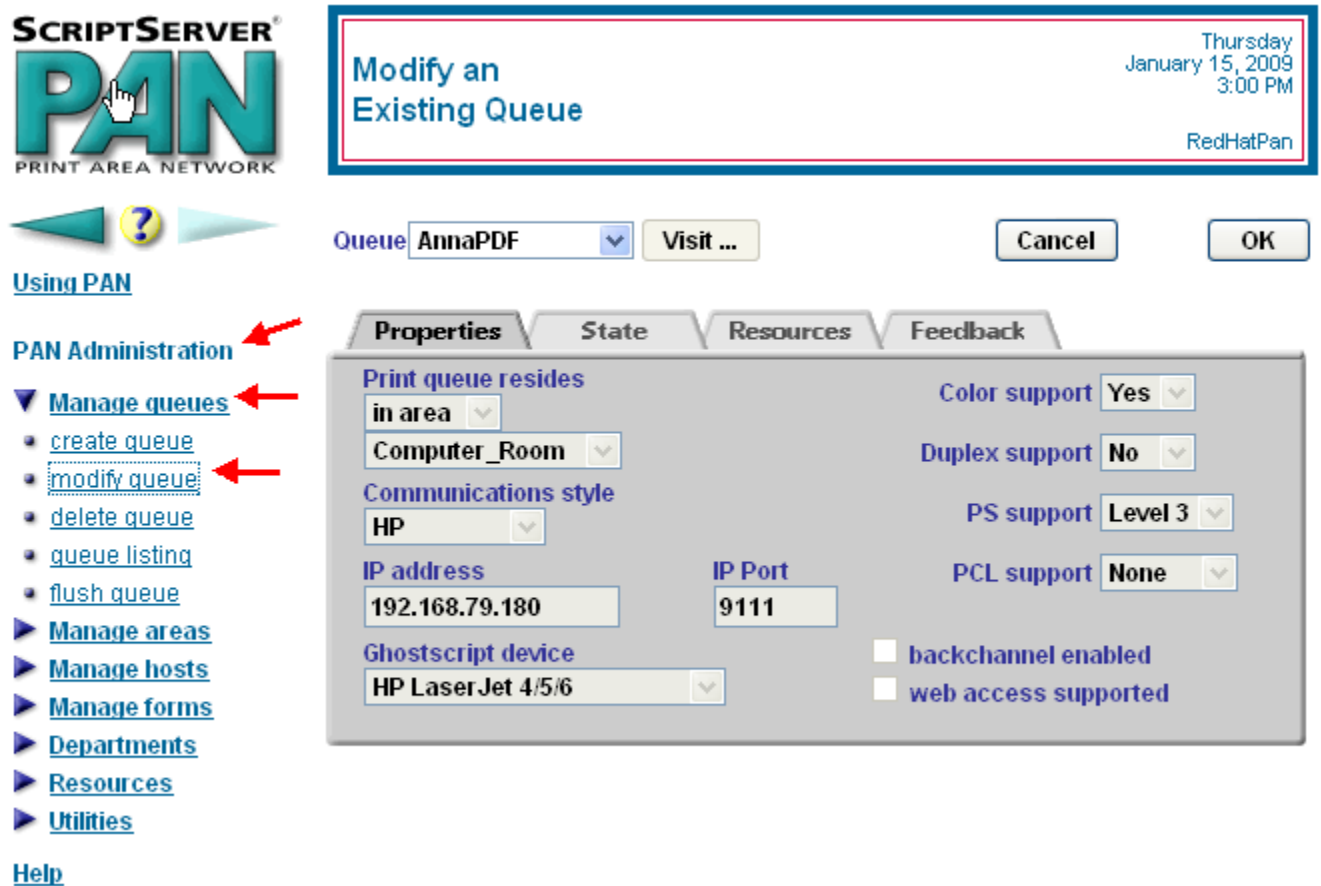 SCRIPTSERVER®
PAN
PRINT AREA NETWORK
?
Using PAN
PAN Administration
Manage queues
create queue
modify queue
delete queue
queue listing
flush queue
Manage areas
Manage hosts
Manage forms
Departments
Resources
Utilities
Help
Modify an
Existing Queue
Thursday
January 15, 2009
3:00 PM
RedHatPan
Queue AnnaPDF Visit ... Cancel OK
Properties State Resources Feedback
Print queue resides
in area
Computer_Room
Communications style
HP
IP address IP Port
192.168.79.180 9111
Ghostscript device
HP LaserJet 4/5/6
Color support Yes
Duplex support No
PS support Level 3
PCL support None
backchannel enabled
web access supported